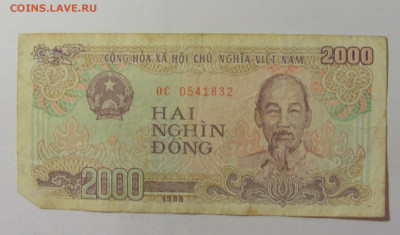 COINS.LAVE.RU
CỘNG HÒA XÃ HỘI CHỦ NGHĨA VIỆT NAM
2000
OC 0541832
HAI
NGHÌN
ĐỒNG
2000
1988